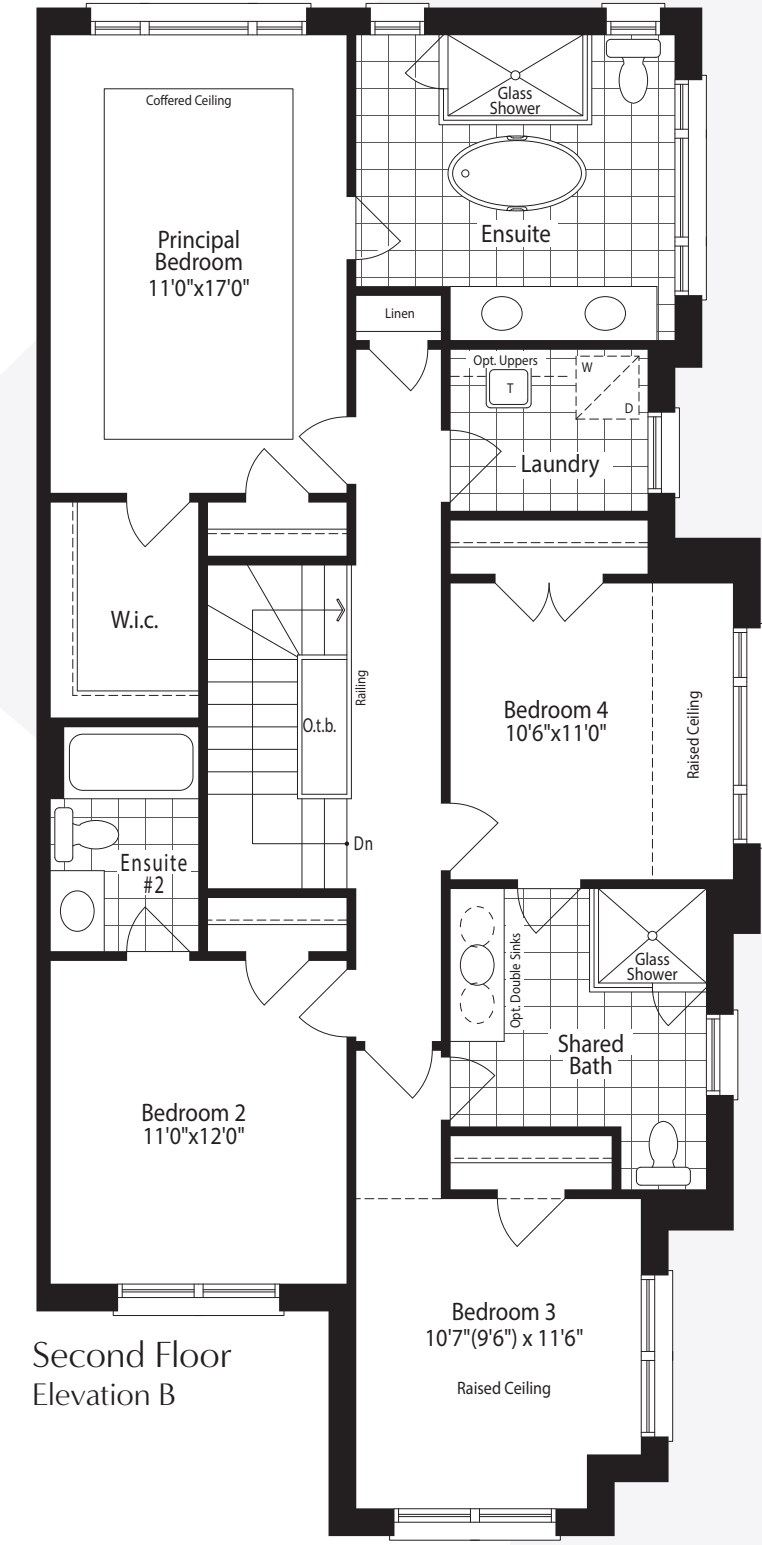 Coffered Ceiling
Glass
Shower
Principal
Bedroom
11'0"x17'0"
Ensuite
Linen
Opt. Uppers
W
T
D
Laundry
W.i.c.
Railing
O.t.b.
Bedroom 4
10'6"x11'0"
Raised Ceiling
Dn
Ensuite
#2
Opt. Double Sinks
Glass
Shower
Shared
Bath
Bedroom 2
11'0"x12'0"
Bedroom 3
10'7"(9'6") x 11'6"
Raised Ceiling
Second Floor
Elevation B